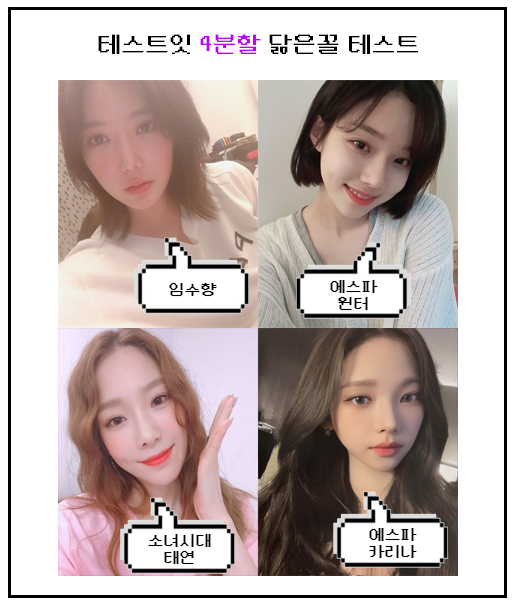 테스트잇 4분할 닮은꼴 테스트
임수향
에스파
윈터
소녀시대
태연
에스파
카리나